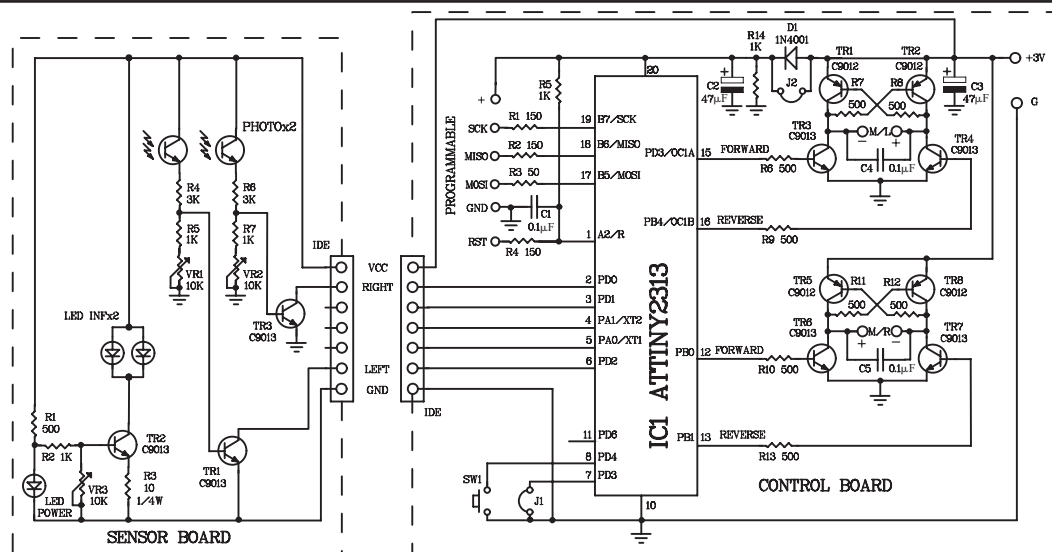 SENSOR BOARD
PHOTOx2
R4
3K
R6
3K
R5
1K
R7
1K
VR1
10K
VR2
10K
LED INFx2
TR3
C9013
R1
500
R2 1K
TR2
C9013
LED
POWER
VR3
10K
R3
10
1/4W
TR1
C9013
IDE
VCC
RIGHT
LEFT
GND
IDE
PROGRAMMABLE
+
SCK
R1 150
MISO
R2 150
MOSI
R3 50
GND
C1
0.1µF
RST
R4 150
R5
1K
IC1 ATTINY2313
20
19 B7/SCK
18 B6/MISO
17 B5/MOSI
1 A2/R
2 PD0
3 PD1
4 PA1/XT2
5 PA0/XT1
6 PD2
11 PD6
8 PD4
7 PD3
10
PD3/OC1A 15 FORWARD
PB4/OC1B 16 REVERSE
PB0 12 FORWARD
PB1 13 REVERSE
SW1
J1
C2
47µF
+
R14
1K
D1
1N4001
J2
TR1
C9012
TR2
C9012
R7
500
R8
500
C3
47µF
+
+3V
G
TR3
C9013
M/L
−
+
TR4
C9013
R6 500
C4
0.1µF
R9 500
TR5
C9012
R11
500
R12
500
TR8
C9012
TR6
C9013
M/R
+
−
TR7
C9013
R10 500
C5
0.1µF
R13 500
CONTROL BOARD